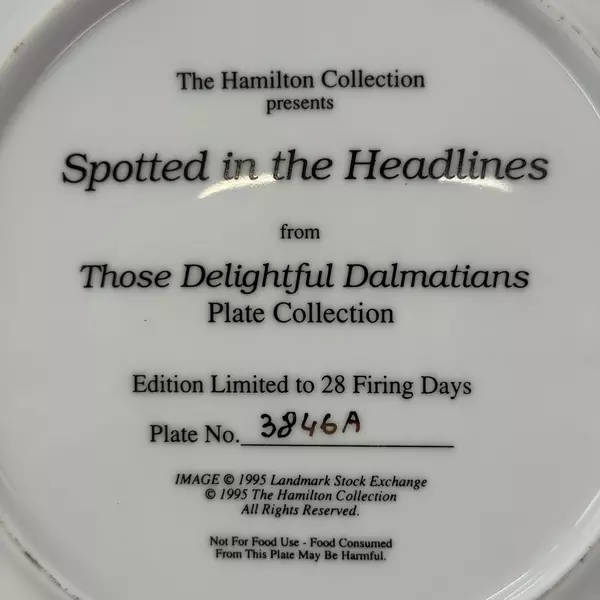 The Hamilton Collection
presents
Spotted in the Headlines
from
Those Delightful Dalmatians
Plate Collection
Edition Limited to 28 Firing Days
Plate No. 3846A
IMAGE © 1995 Landmark Stock Exchange
© 1995 The Hamilton Collection
All Rights Reserved.
Not For Food Use - Food Consumed
From This Plate May Be Harmful.